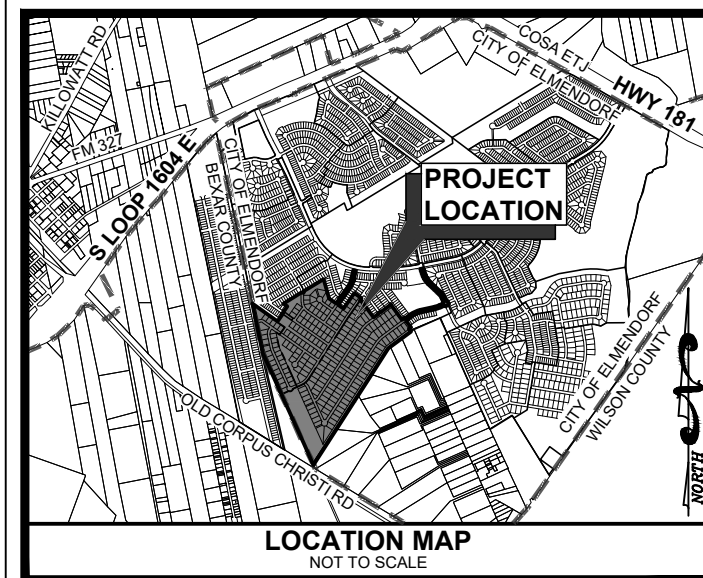 KILLOWATT RD
FM 327
S LOOP 1604 E
CITY OF ELMENDORF
BEXAR COUNTY
COSA ETJ
CITY OF ELMENDORF
HWY 181
PROJECT
LOCATION
OLD CORPUS CHRISTI RD
CITY OF ELMENDORF
WILSON COUNTY
NORTH
LOCATION MAP
NOT TO SCALE